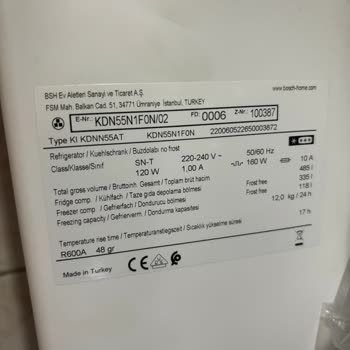 BSH Ev Aletleri Sanayi ve Ticaret A.Ş.
www.bosch-home.com
FSM Mah. Balkan Cad. 51, 34771 Ümraniye İstanbul, TURKEY
E-Nr.: KDN55N1F0N/02 FD: 0006 Z-Nr.: 100387
Type KI KDNN55AT KDN55N1F0N 220060522650003872
Refrigerator / Kuehlschrank / Buzdolabı no frost
Class/Klasse/Sınıf SN-T 220-240 V ~ 50/60 Hz 10 A
120 W 1,00 A 160 W 485 l
Total gross volume / Bruttoinh. Gesamt / Toplam brüt hacim 335 l
Fridge comp. / Kühlfach / Taze gıda depolama bölmesi Frost free 118 l
Freezer comp. / Gefrierfach / Dondurucu bölmesi Frost free
Freezing capacity / Gefriervermögen. / Dondurma kapasitesi 12,0 kg / 24 h
Temperature rise time / Temperaturanstiegszeit / Sıcaklık yükselme süresi 17 h
R600A 48 gr
Made in Turkey CE